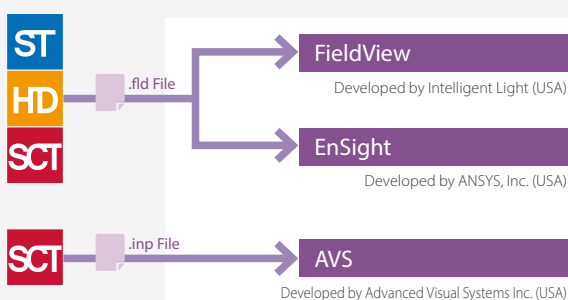 ST
HD
SCT
.fld File
FieldView
Developed by Intelligent Light (USA)
EnSight
Developed by ANSYS, Inc. (USA)
SCT
.inp File
AVS
Developed by Advanced Visual Systems Inc. (USA)